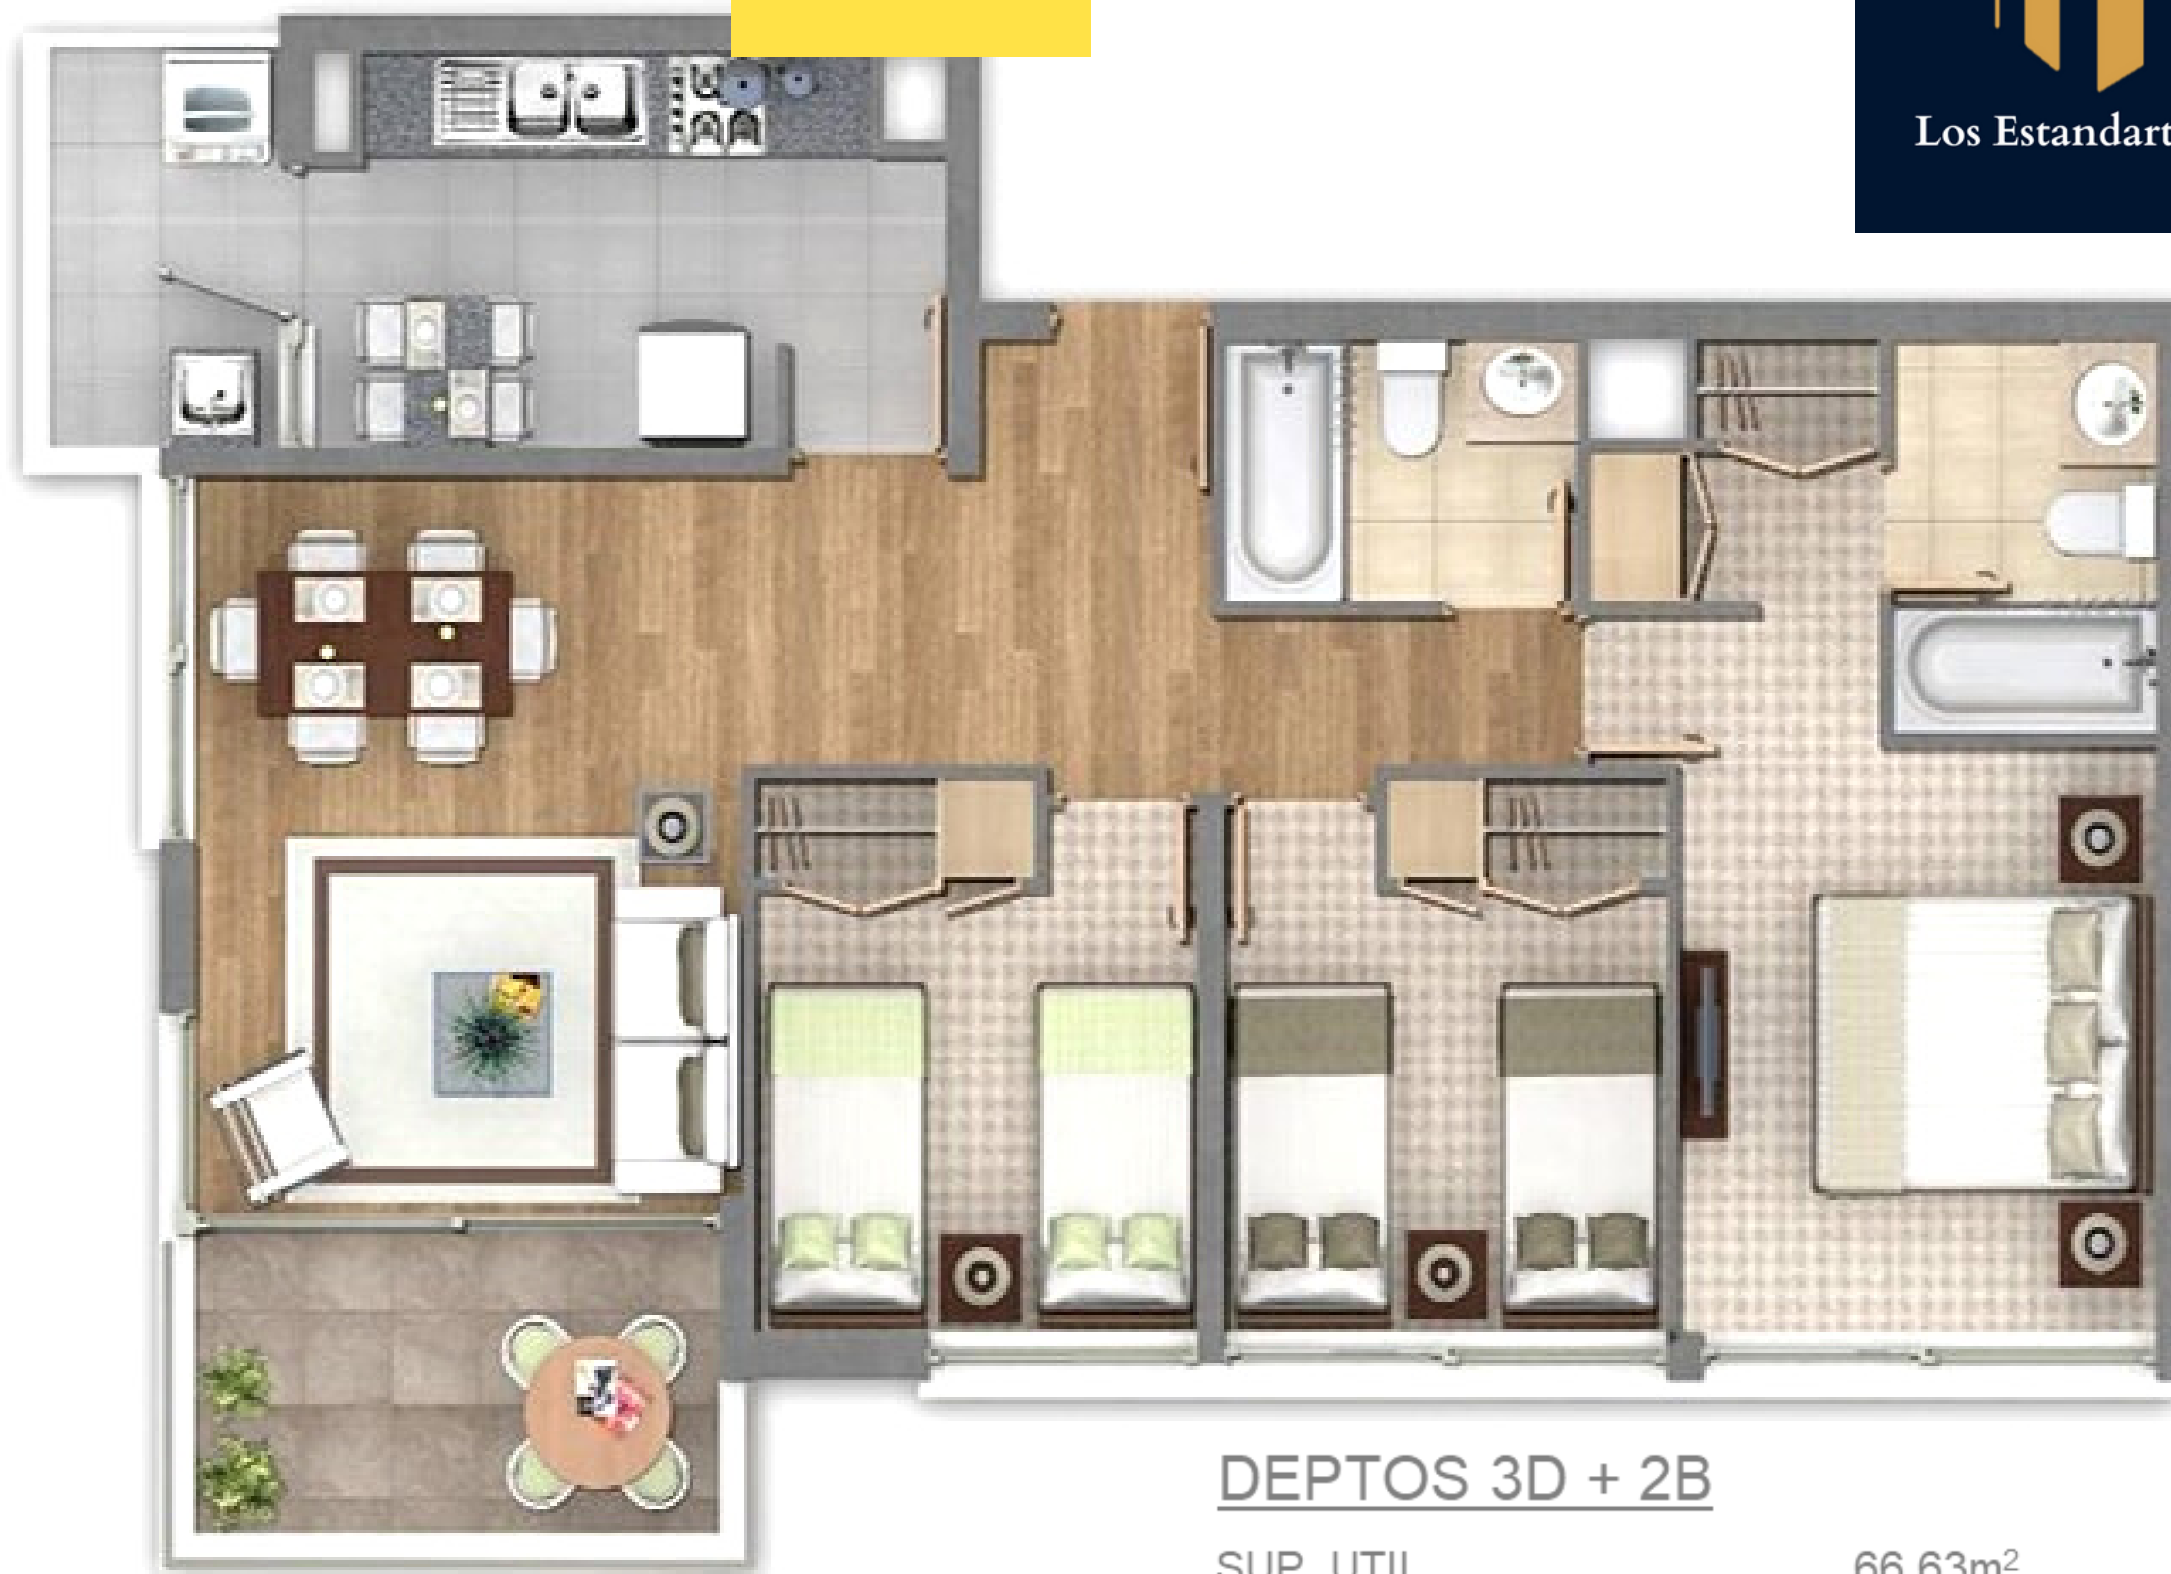 Los Estandart
DEPTOS 3D + 2B
SUP. UTIL 66,63m²